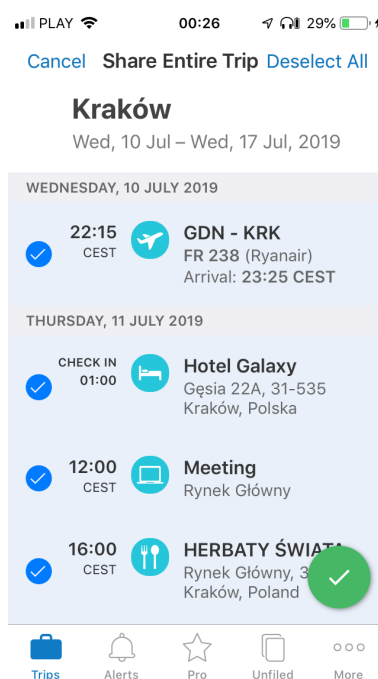 PLAY 00:26 29%
Cancel Share Entire Trip Deselect All
Kraków
Wed, 10 Jul – Wed, 17 Jul, 2019
WEDNESDAY, 10 JULY 2019
22:15 GDN - KRK
CEST FR 238 (Ryanair)
Arrival: 23:25 CEST
THURSDAY, 11 JULY 2019
CHECK IN Hotel Galaxy
01:00 Gęsia 22A, 31-535
Kraków, Polska
12:00 Meeting
CEST Rynek Główny
16:00 HERBATY ŚWIATA
CEST Rynek Główny, 3
Kraków, Poland
Trips Alerts Pro Unfiled More